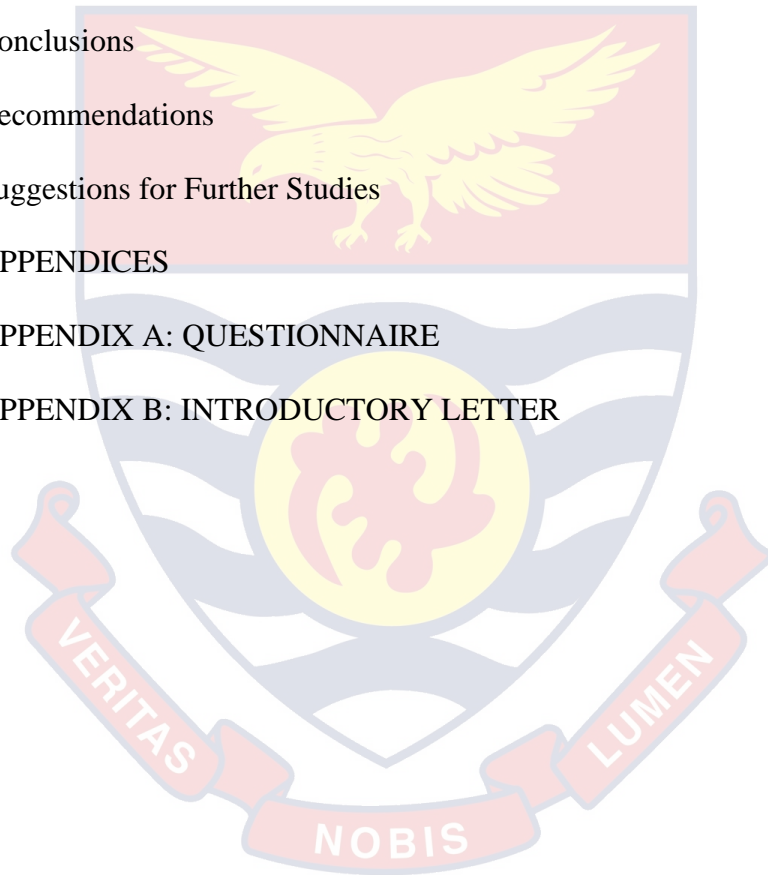 onclusions
ecommendations
uggestions for Further Studies
PPENDICES
PPENDIX A: QUESTIONNAIRE
PPENDIX B: INTRODUCTORY LETTER
VERITAS
NOBIS
LUMEN